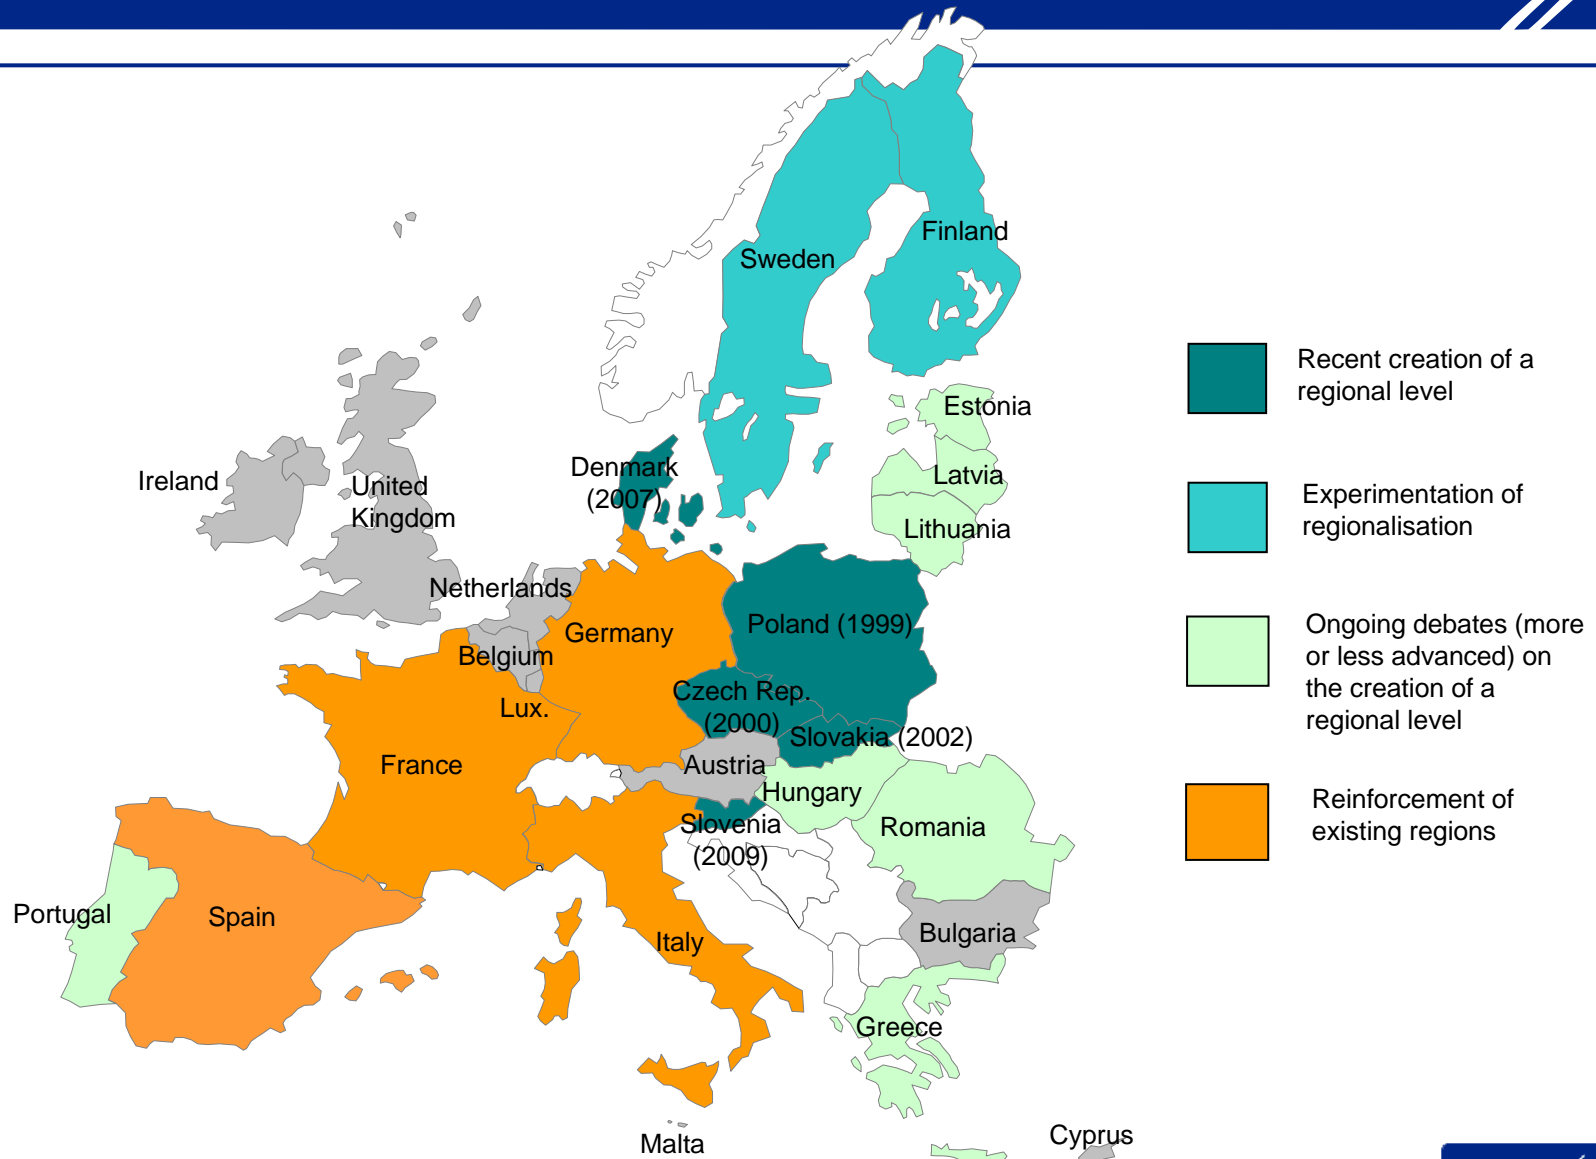 Finland
Sweden
Recent creation of a
regional level
Estonia
Denmark
(2007)
Latvia
Ireland
United
Kingdom
Experimentation of
regionalisation
Lithuania
Netherlands
Germany
Poland (1999)
Ongoing debates (more
or less advanced) on
the creation of a
regional level
Belgium
Czech Rep.
(2000)
Lux.
Slovakia (2002)
France
Austria
Hungary
Reinforcement of
existing regions
Slovenia
(2009)
Romania
Portugal
Spain
Italy
Bulgaria
Greece
Malta
Cyprus